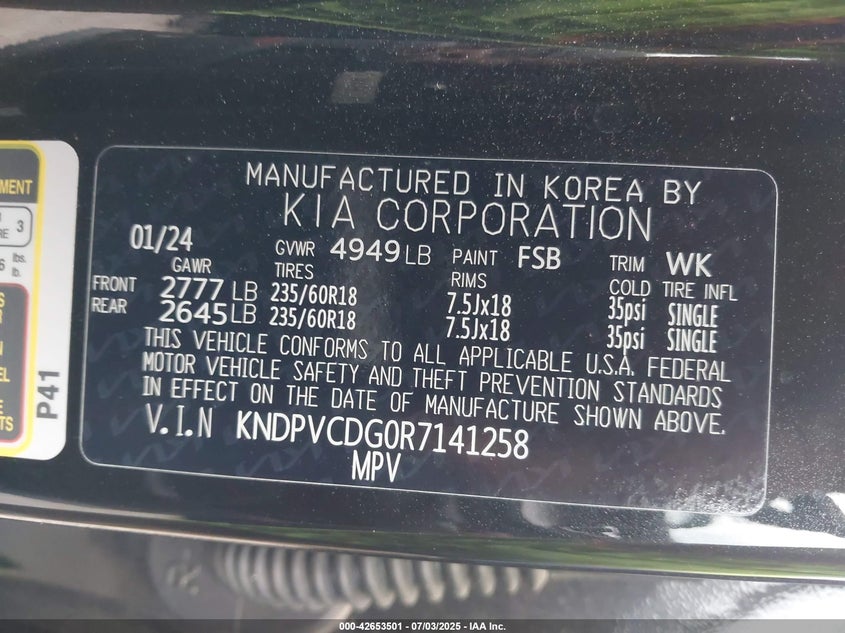 MANUFACTURED IN KOREA BY
KIA CORPORATION
01/24 GVWR 4949LB PAINT FSB TRIM WK
GAWR TIRES RIMS COLD TIRE INFL
FRONT 2777 LB 235/60R18 7.5Jx18 35psi SINGLE
REAR 2645LB 235/60R18 7.5Jx18 35psi SINGLE
THIS VEHICLE CONFORMS TO ALL APPLICABLE U.S.A. FEDERAL
MOTOR VEHICLE SAFETY AND THEFT PREVENTION STANDARDS
IN EFFECT ON THE DATE OF MANUFACTURE SHOWN ABOVE.
V.I.N KNDPVCDG0R7141258
MPV
P41
3
lbs.
lb.
000-42653501 - 07/03/2025 - IAA Inc.